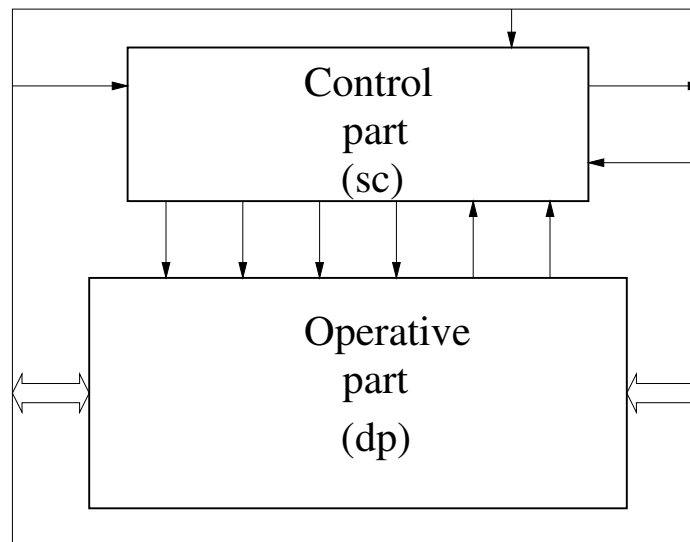 Control
part
(sc)
Operative
part
(dp)